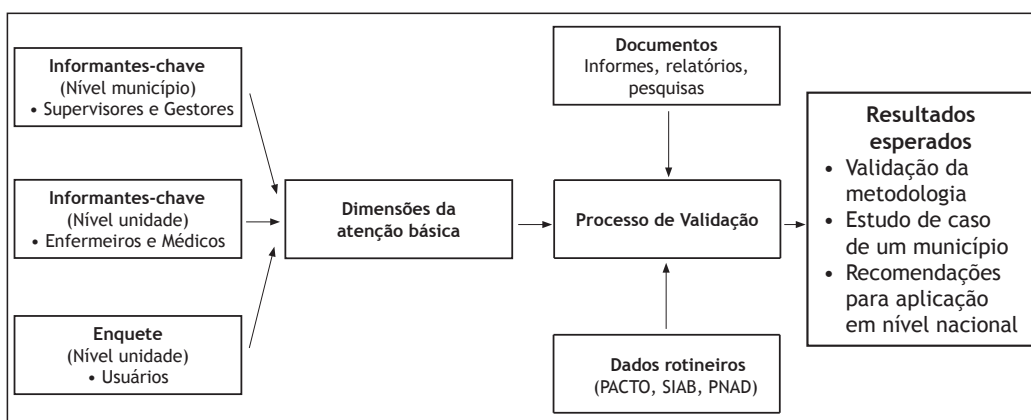 Informantes-chave
(Nível município)
• Supervisores e Gestores
Informantes-chave
(Nível unidade)
• Enfermeiros e Médicos
Enquete
(Nível unidade)
• Usuários
Dimensões da
atenção básica
Documentos
Informes, relatórios,
pesquisas
Processo de Validação
Dados rotineiros
(PACTO, SIAB, PNAD)
Resultados
esperados
• Validação da
metodologia
• Estudo de caso
de um município
• Recomendações
para aplicação
em nível nacional